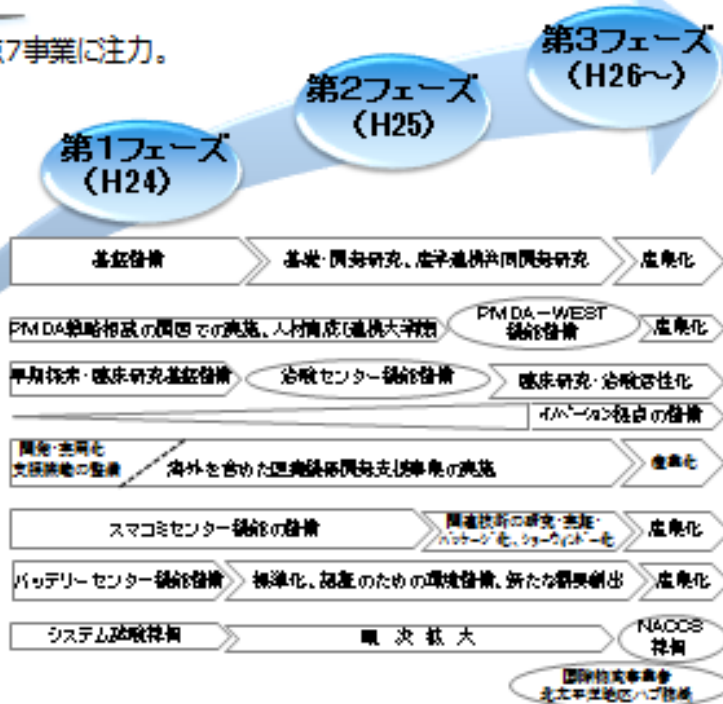 7事業に注力。
第3フェーズ
(H26～)
第2フェーズ
(H25)
第1フェーズ
(H24)
基盤整備
基礎・開発研究、産学連携共同開発研究
産業化
PMDA戦略相談の関西での実施、人材育成(連携大学院)
PMDA－WEST
機能整備
産業化
早期探索・臨床研究基盤整備
治験センター機能整備
臨床研究・治験活性化
イノベーション拠点の整備
開発・実用化
支援機能の整備
海外を含めた医療機器開発支援事業の実施
産業化
スマコミセンター機能の整備
関連技術の研究・実証・
パッケージ化、ショーウィンドー化
産業化
バッテリーセンター機能整備
標準化、認証のための環境整備、新たな需要創出
産業化
システム試験稼働
順次拡大
NACCS
稼働
国際物流事業者
北太平洋地区ハブ稼働